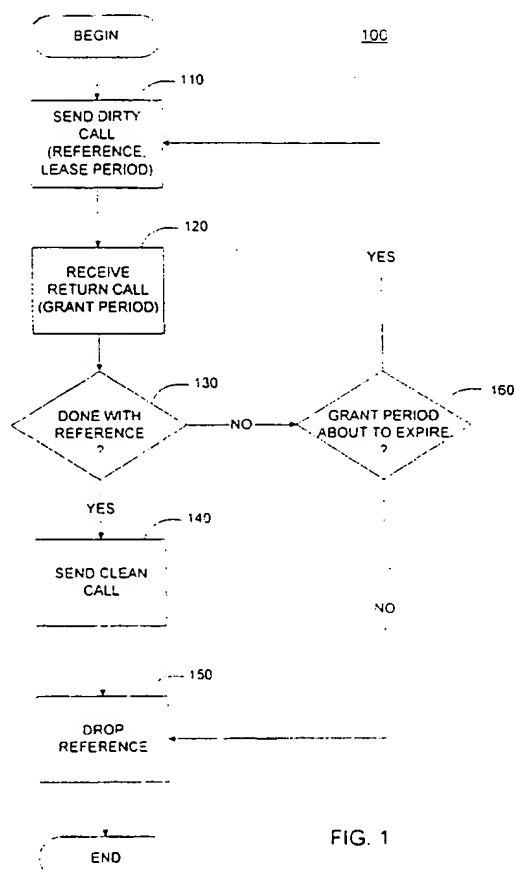 BEGIN
100
110
SEND DIRTY
CALL
(REFERENCE,
LEASE PERIOD)
120
RECEIVE
RETURN CALL
(GRANT PERIOD)
YES
130
DONE WITH
REFERENCE
?
NO
160
GRANT PERIOD
ABOUT TO EXPIRE
?
YES
140
SEND CLEAN
CALL
NO
150
DROP
REFERENCE
END
FIG. 1